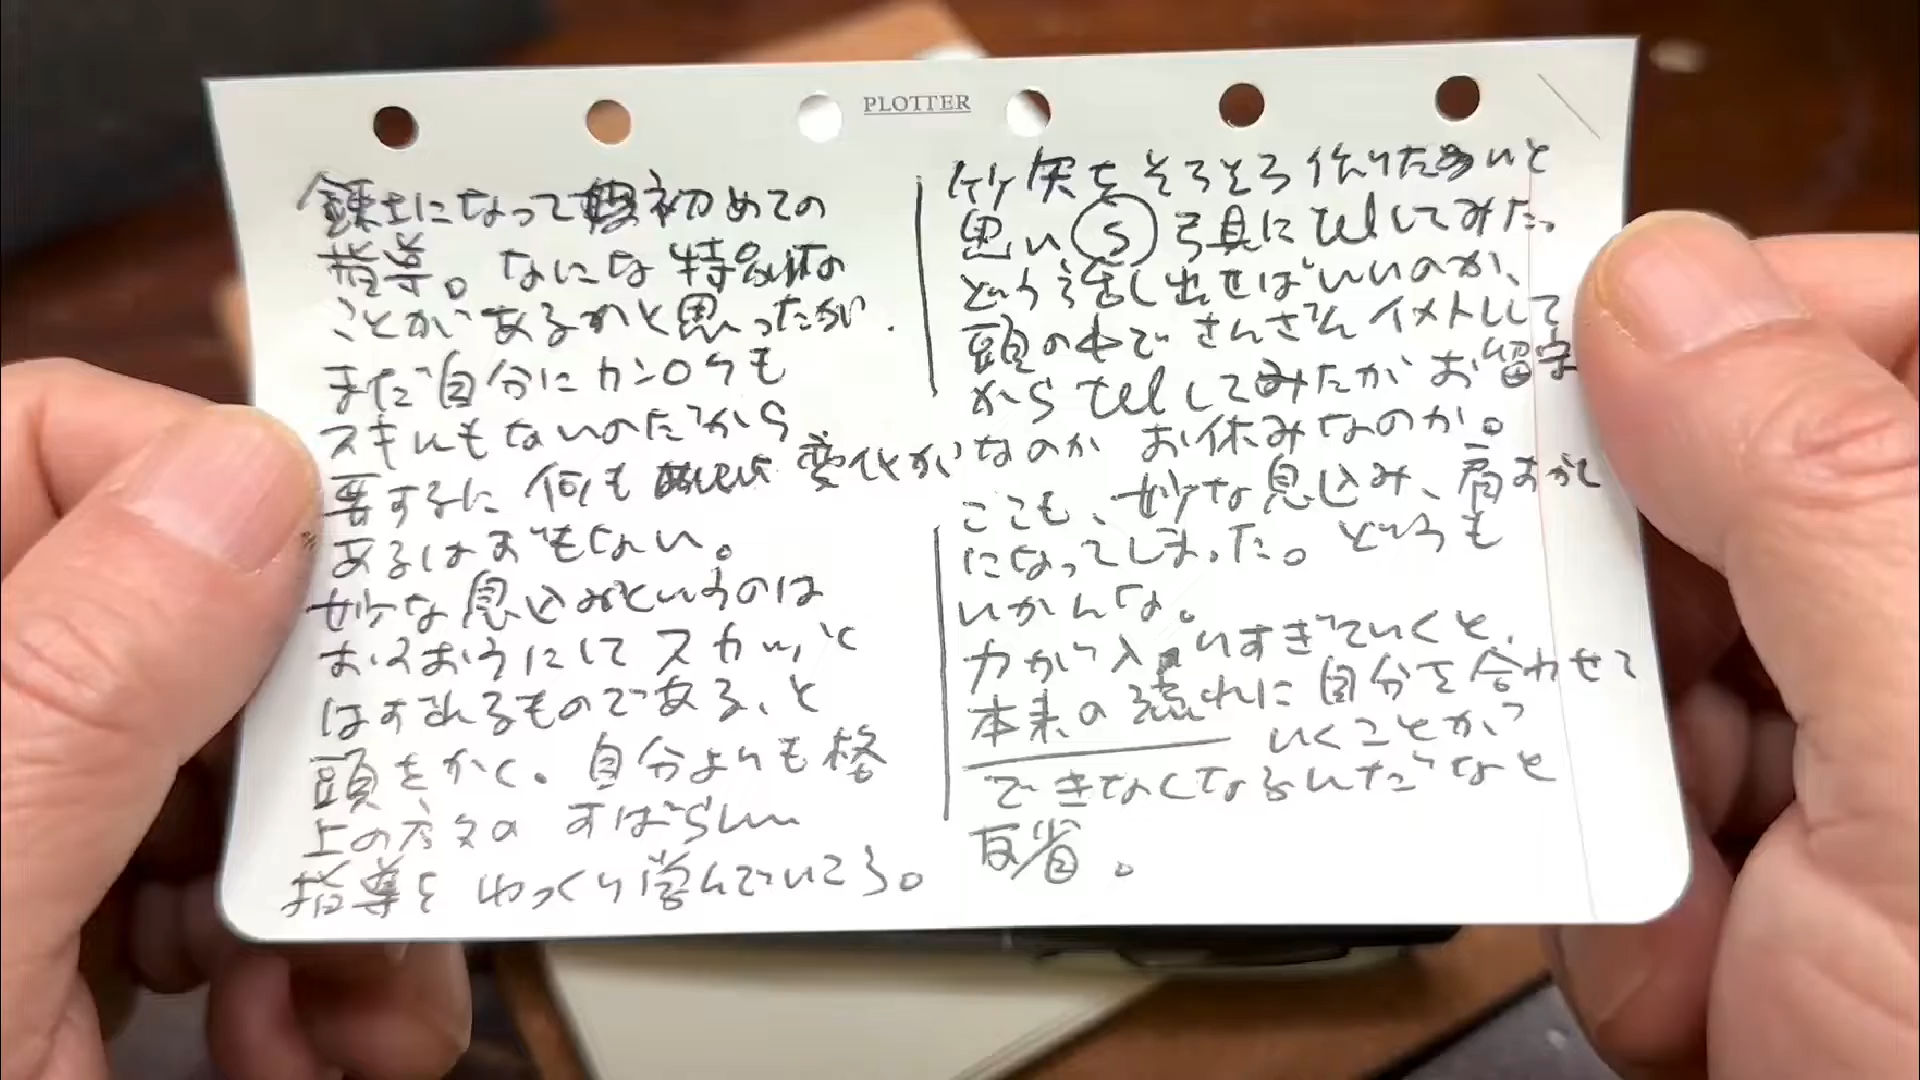 PLOTTER
錬士になって初めての
指導。なにな特別な
ことがあるかと思ったが、
まだ自分にカンロクも
スキルもないのだから
要するに何も変化が
あるはずもない。
妙な息込みというのは
おうおうにしてスカッと
はずれるものである、と
頭をかく。自分よりも格
上の方々のすばらしい
指導をゆっくり営んでいこう。
竹矢をそろそろ作りたいと
思いⓈ弓具にtelしてみた。
どう話し出せばいいのか、
頭の中でさんざんイメトレして
からtelしてみたがお留守
なのかお休みなのか。
ここも、妙な息込み、肩すかし
になってしまった。どうも
いかんな。
力が入いすぎていくと、
本来の流れに自分を合わせて
いくことが
できなくなるいだなと
反省。